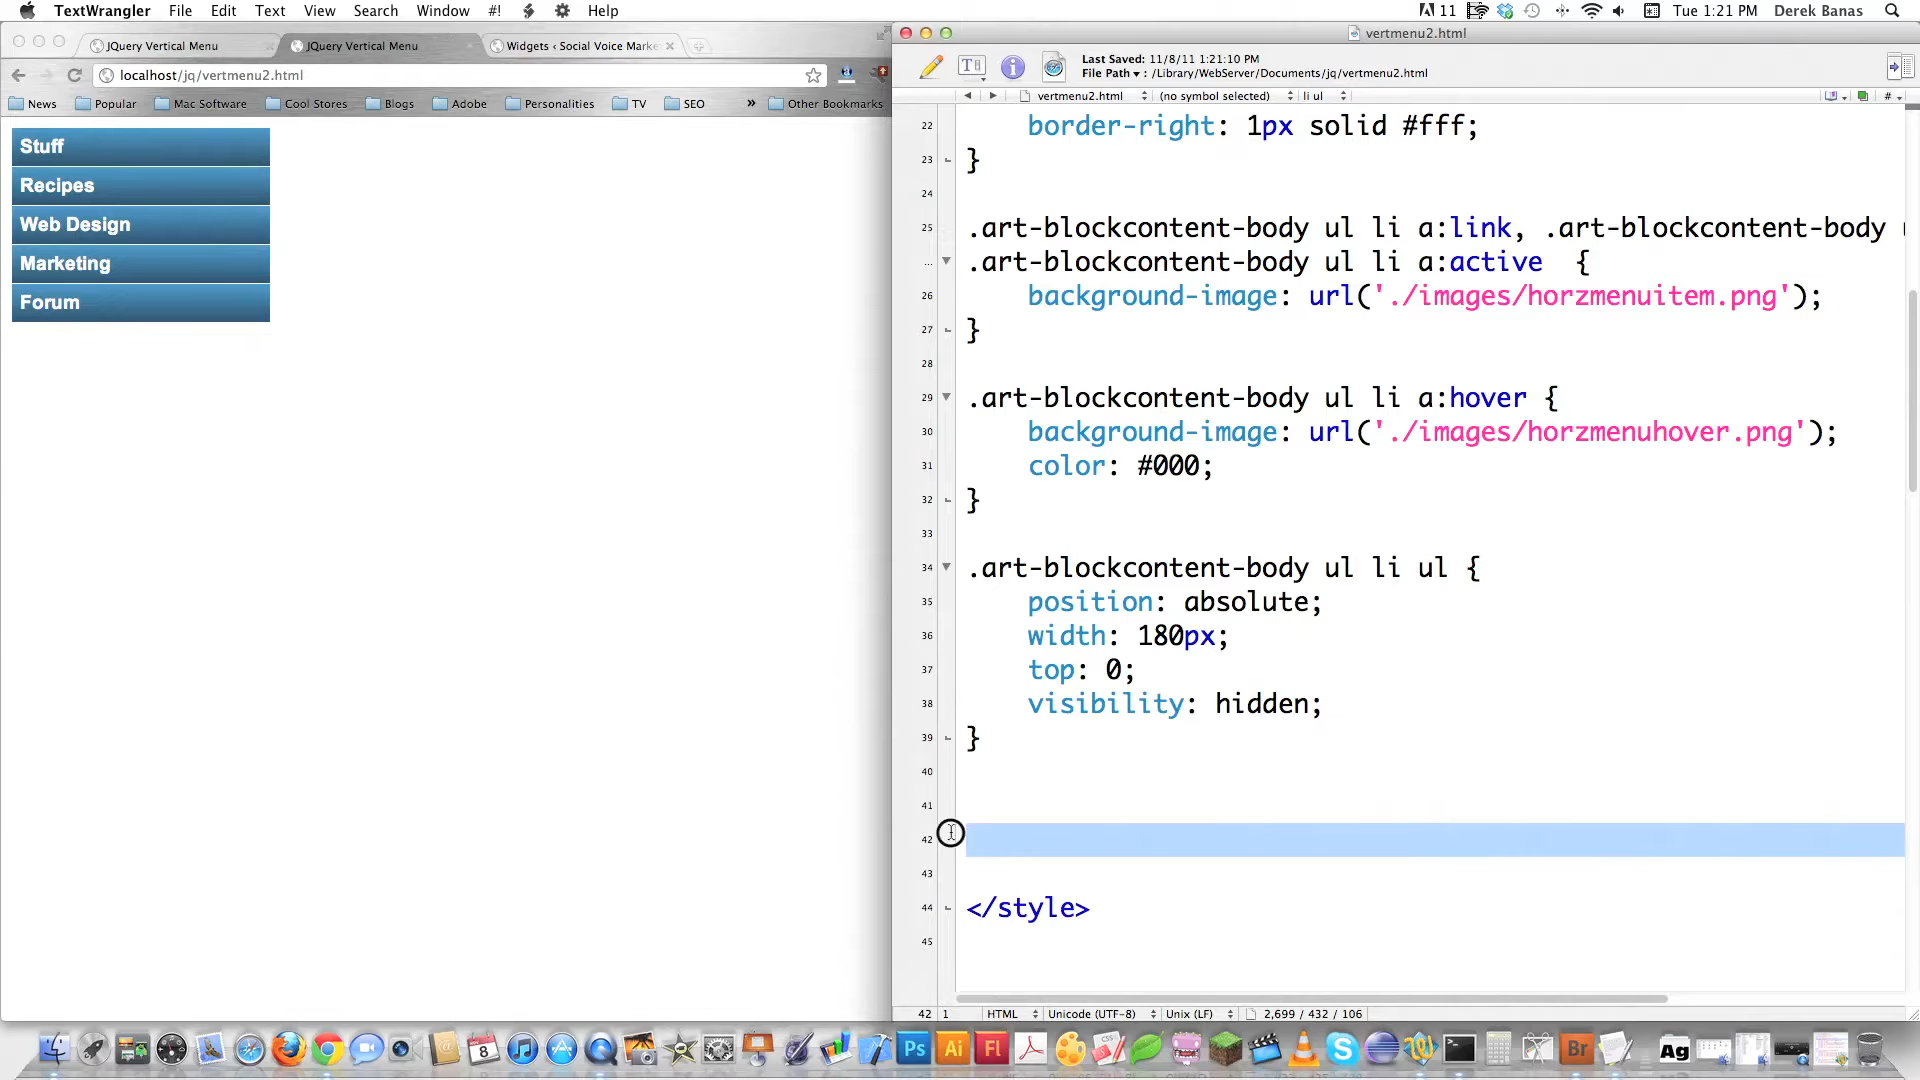 TextWrangler File Edit Text View Search Window #! Help
11 Tue 1:21 PM Derek Banas
JQuery Vertical Menu JQuery Vertical Menu Widgets ‹ Social Voice Marke
vertmenu2.html
localhost/jq/vertmenu2.html
Last Saved: 11/8/11 1:21:10 PM
File Path ▾ : /Library/WebServer/Documents/jq/vertmenu2.html
News Popular Mac Software Cool Stores Blogs Adobe Personalities TV SEO » Other Bookmarks
vertmenu2.html (no symbol selected) li ul #
Stuff
Recipes
Web Design
Marketing
Forum
22 border-right: 1px solid #fff;
23 }
24
25 .art-blockcontent-body ul li a:link, .art-blockcontent-body u
... .art-blockcontent-body ul li a:active {
26 background-image: url('./images/horzmenuitem.png');
27 }
28
29 .art-blockcontent-body ul li a:hover {
30 background-image: url('./images/horzmenuhover.png');
31 color: #000;
32 }
33
34 .art-blockcontent-body ul li ul {
35 position: absolute;
36 width: 180px;
37 top: 0;
38 visibility: hidden;
39 }
40
41
42
43
44 </style>
45
42 1 HTML Unicode (UTF-8) Unix (LF) 2,699 / 432 / 106
8 Ps Ai Fl Br Ag